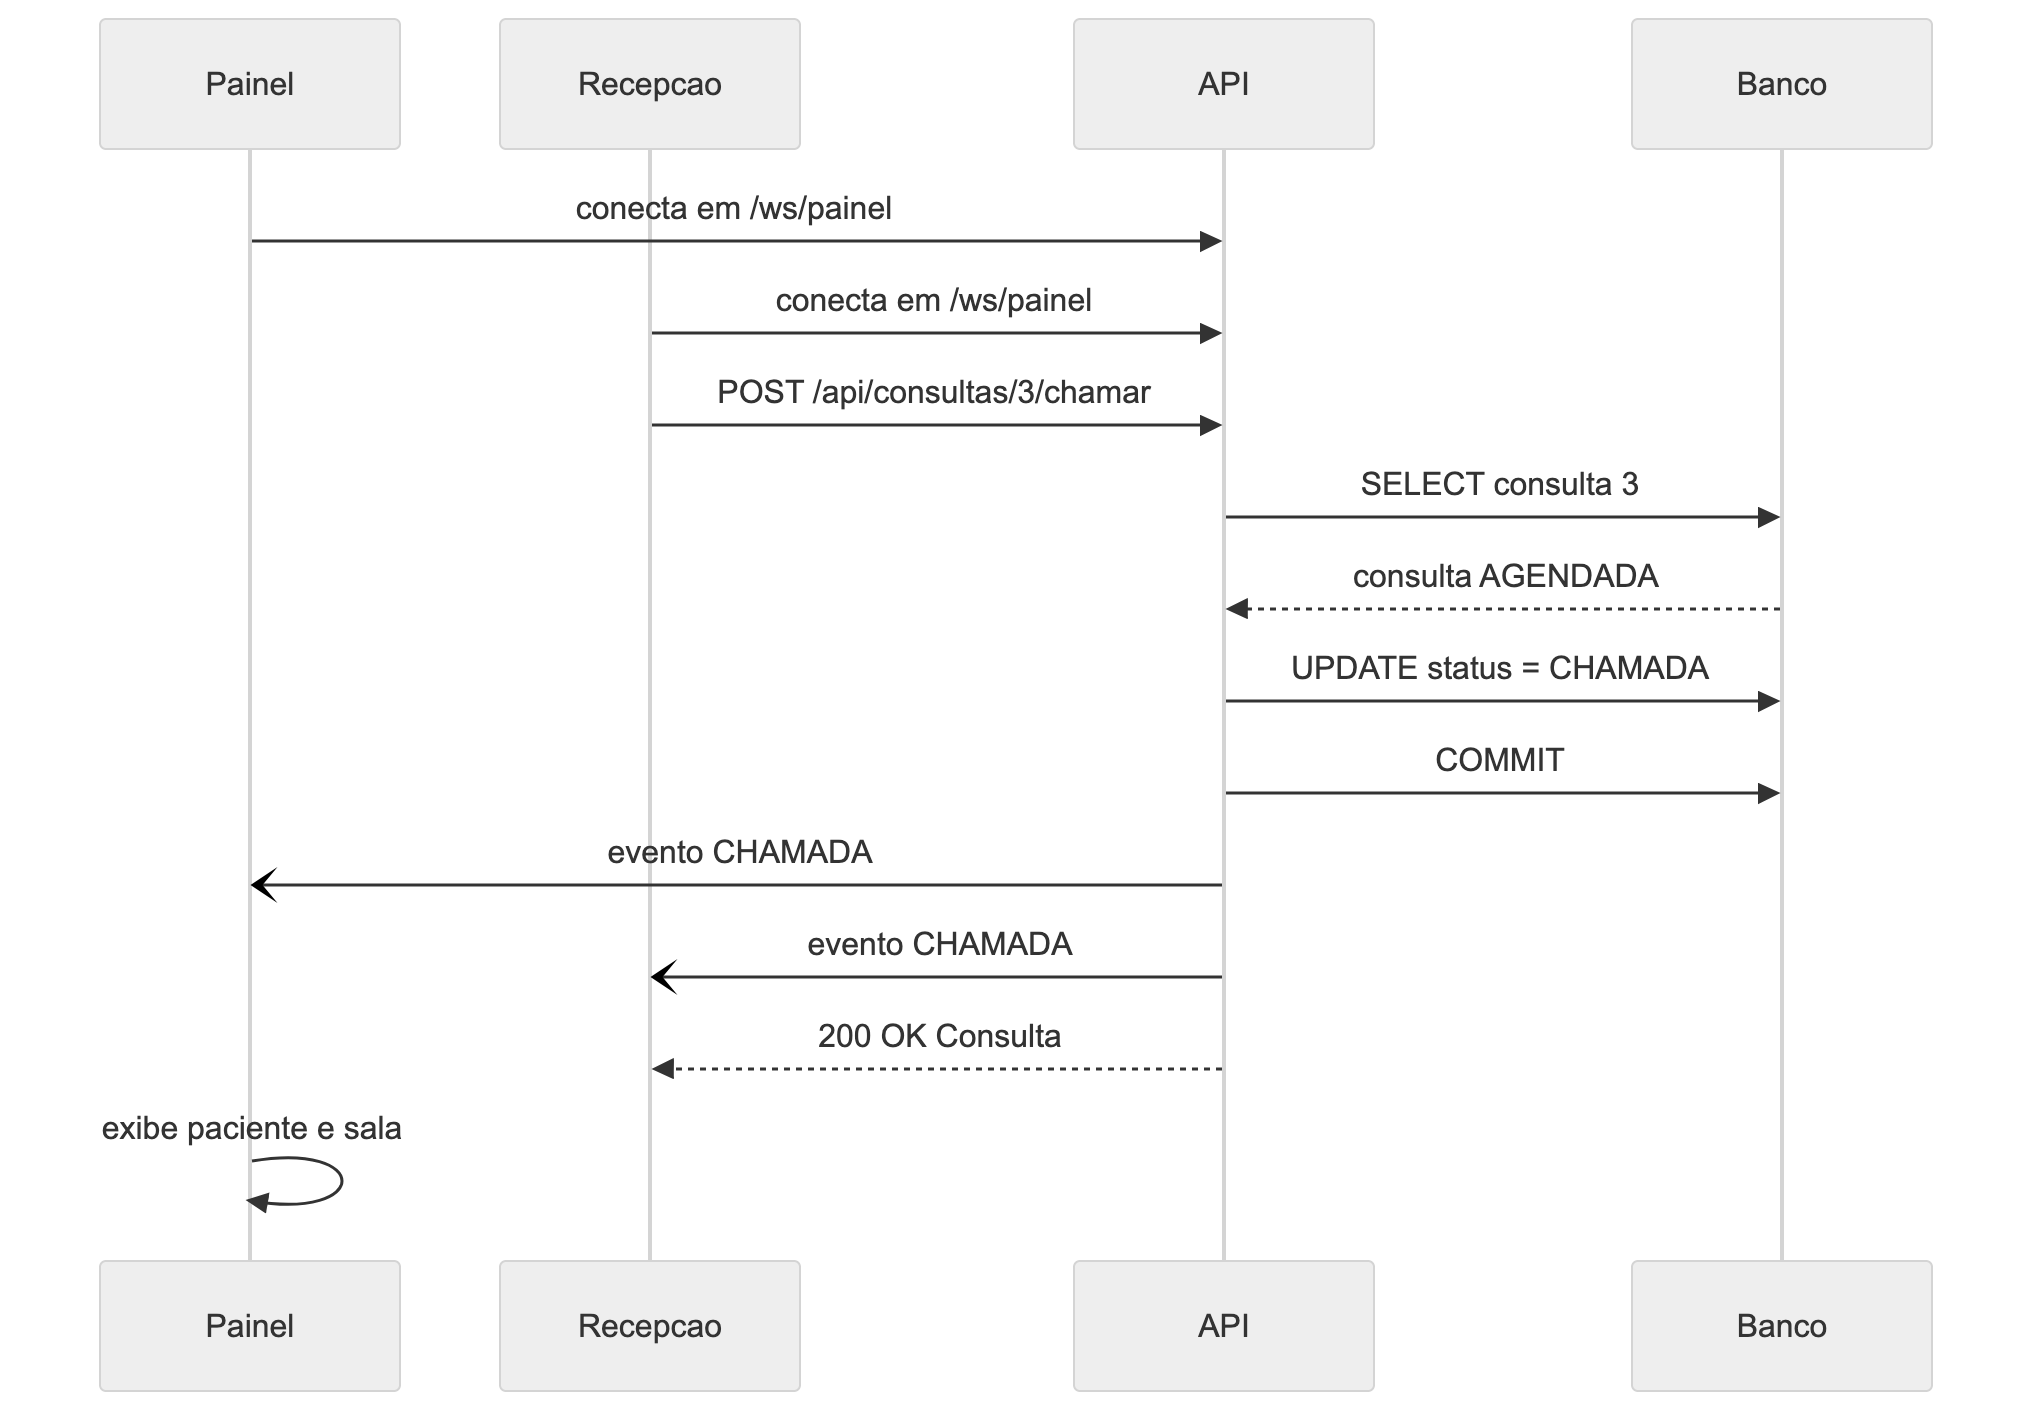 Painel
Recepcao
API
Banco
conecta em /ws/painel
conecta em /ws/painel
POST /api/consultas/3/chamar
SELECT consulta 3
consulta AGENDADA
UPDATE status = CHAMADA
COMMIT
evento CHAMADA
evento CHAMADA
200 OK Consulta
exibe paciente e sala
Painel
Recepcao
API
Banco